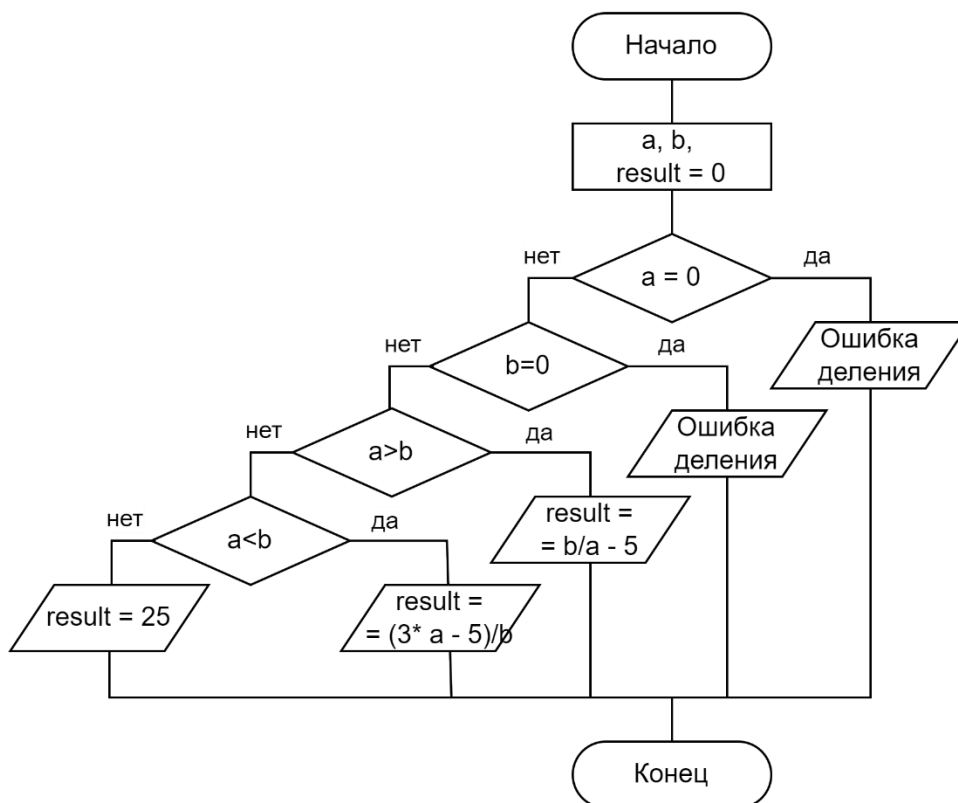 Начало
a, b,
result = 0
нет
a = 0
да
Ошибка
деления
нет
b=0
да
Ошибка
деления
нет
a>b
да
result =
= b/a - 5
нет
a<b
да
result = 25
result =
= (3* a - 5)/b
Конец